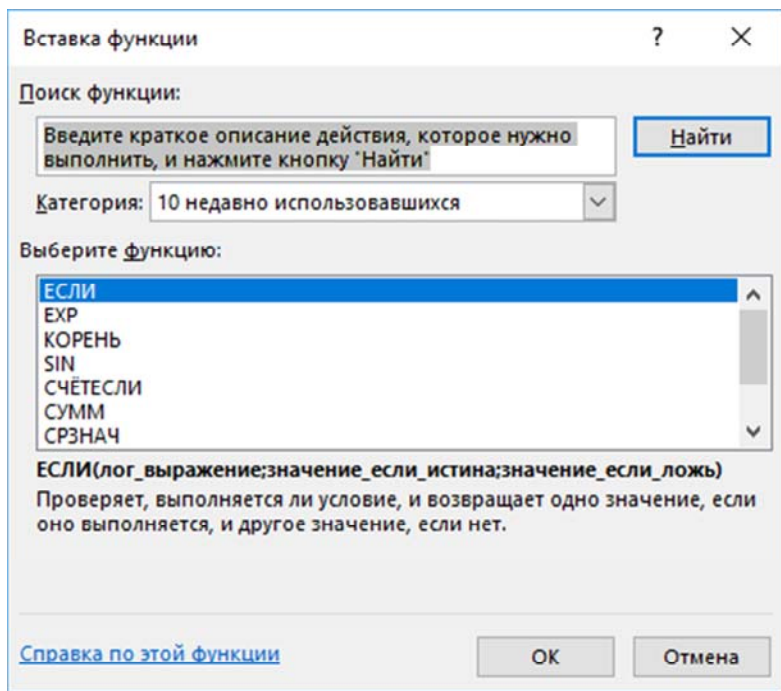 Вставка функции ? ×
Поиск функции:
Введите краткое описание действия, которое нужно
выполнить, и нажмите кнопку "Найти"
Найти
Категория: 10 недавно использовавшихся
Выберите функцию:
ЕСЛИ
EXP
КОРЕНЬ
SIN
СЧЁТЕСЛИ
СУММ
СРЗНАЧ
ЕСЛИ(лог_выражение;значение_если_истина;значение_если_ложь)
Проверяет, выполняется ли условие, и возвращает одно значение, если
оно выполняется, и другое значение, если нет.
Справка по этой функции
ОК
Отмена